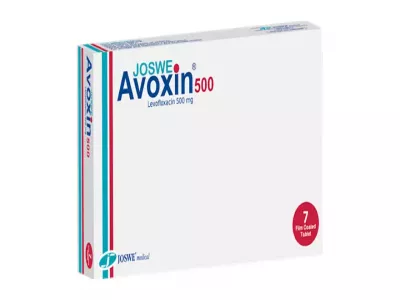 JOSWE
Avoxin® 500
Levofloxacin 500 mg
Avoxin
500
7
Film Coated
Tablet
JOSWE medical